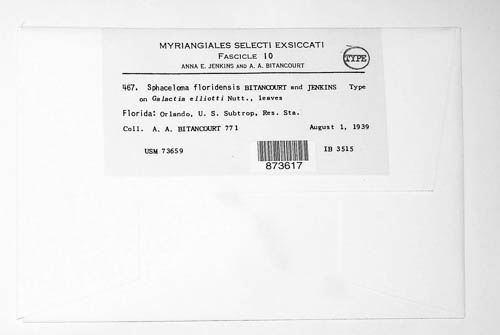 MYRIANGIALES SELECTI EXSICCATI
FASCICLE 10
ANNA E. JENKINS AND A. A. BITANCOURT
TYPE
467. Sphaceloma floridensis BITANCOURT and JENKINS Type
on Galactia elliotti Nutt., leaves
Florida: Orlando, U. S. Subtrop, Res. Sta.
Coll. A. A. BITANCOURT 771 August 1, 1939
USM 73659 IB 3515
873617